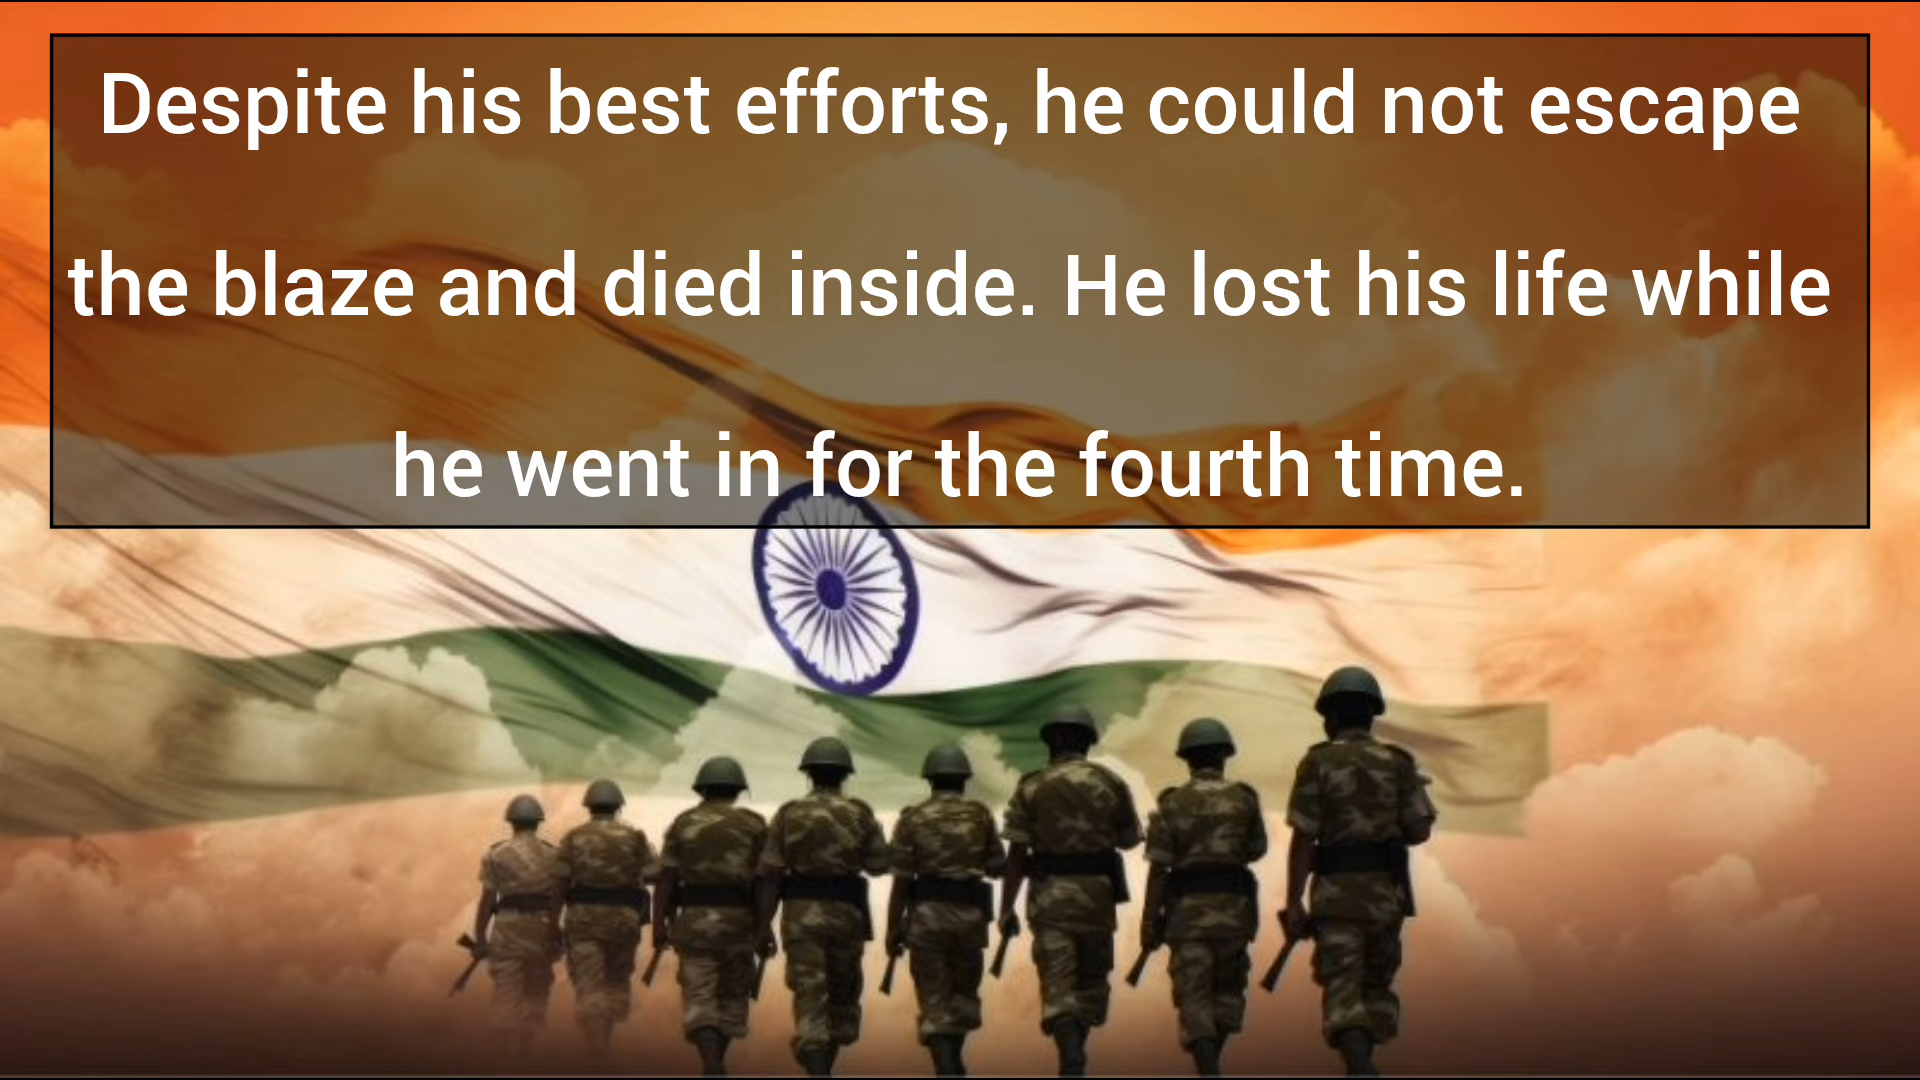 Despite his best efforts, he could not escape
the blaze and died inside. He lost his life while
he went in for the fourth time.